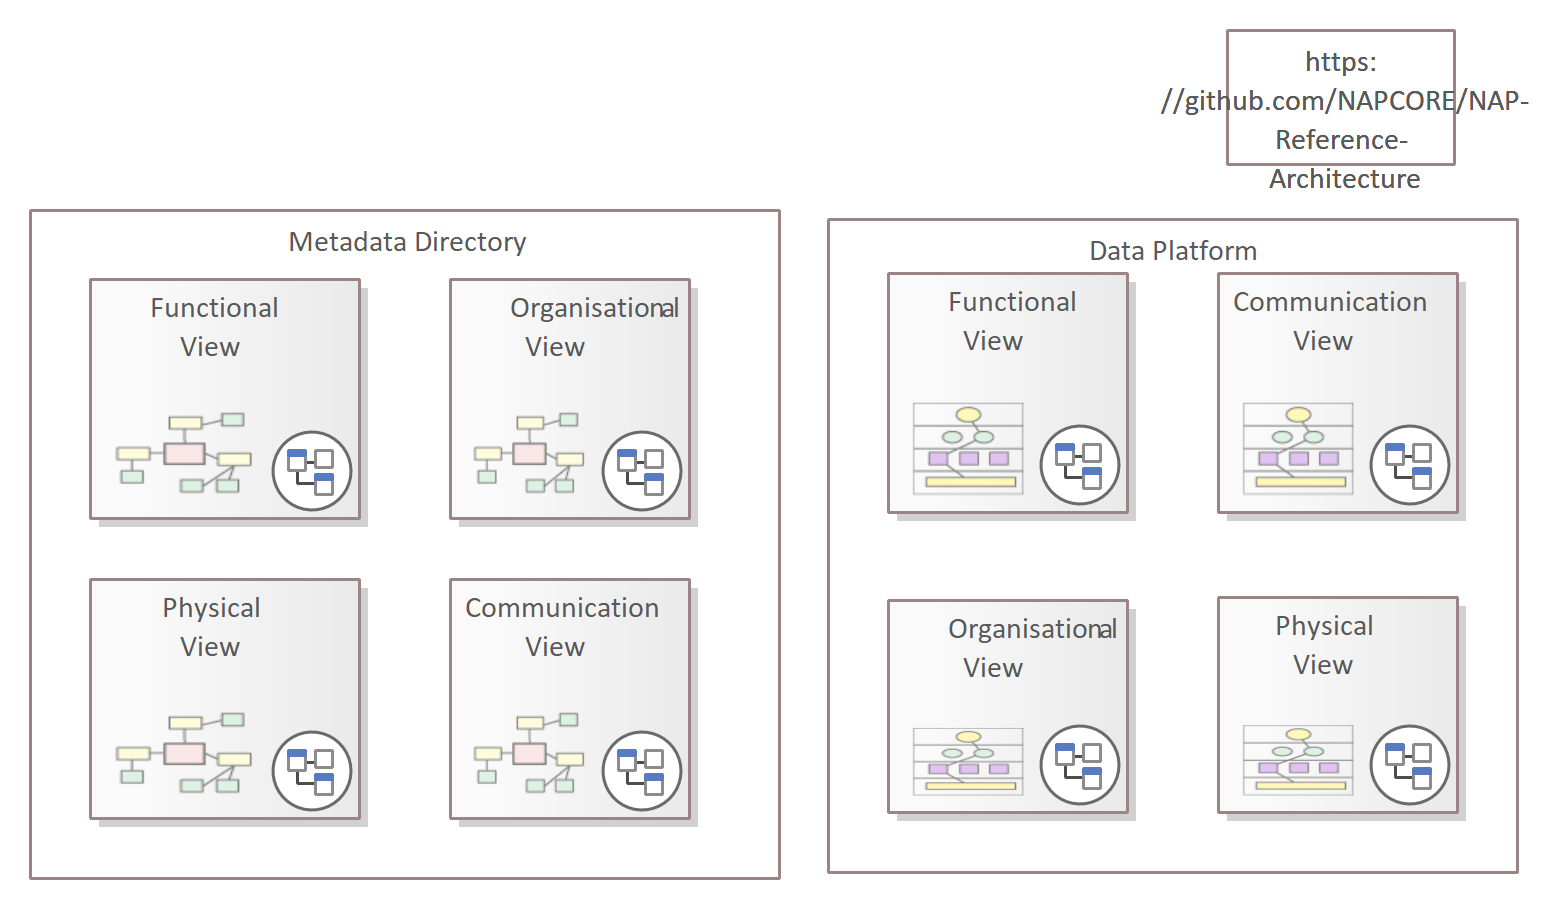 https:
//github.com/NAPCORE/NAP-
Reference-
Architecture
Metadata Directory
Functional
View
Organisational
View
Physical
View
Communication
View
Data Platform
Functional
View
Communication
View
Organisational
View
Physical
View